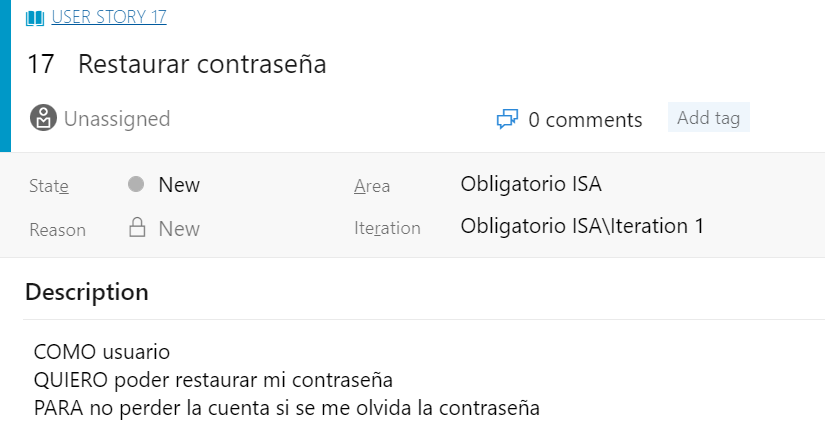 USER STORY 17
17 Restaurar contraseña
Unassigned
0 comments
Add tag
State New
Area Obligatorio ISA
Reason New
Iteration Obligatorio ISA\Iteration 1
Description
COMO usuario
QUIERO poder restaurar mi contraseña
PARA no perder la cuenta si se me olvida la contraseña